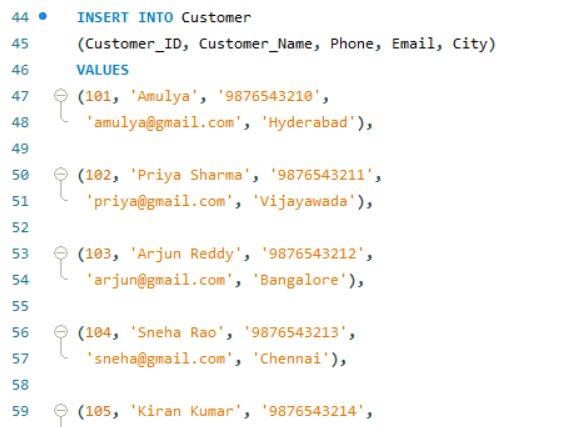 44 INSERT INTO Customer
45 (Customer_ID, Customer_Name, Phone, Email, City)
46 VALUES
47 (101, 'Amulya', '9876543210',
48 'amulya@gmail.com', 'Hyderabad'),
49
50 (102, 'Priya Sharma', '9876543211',
51 'priya@gmail.com', 'Vijayawada'),
52
53 (103, 'Arjun Reddy', '9876543212',
54 'arjun@gmail.com', 'Bangalore'),
55
56 (104, 'Sneha Rao', '9876543213',
57 'sneha@gmail.com', 'Chennai'),
58
59 (105, 'Kiran Kumar', '9876543214',